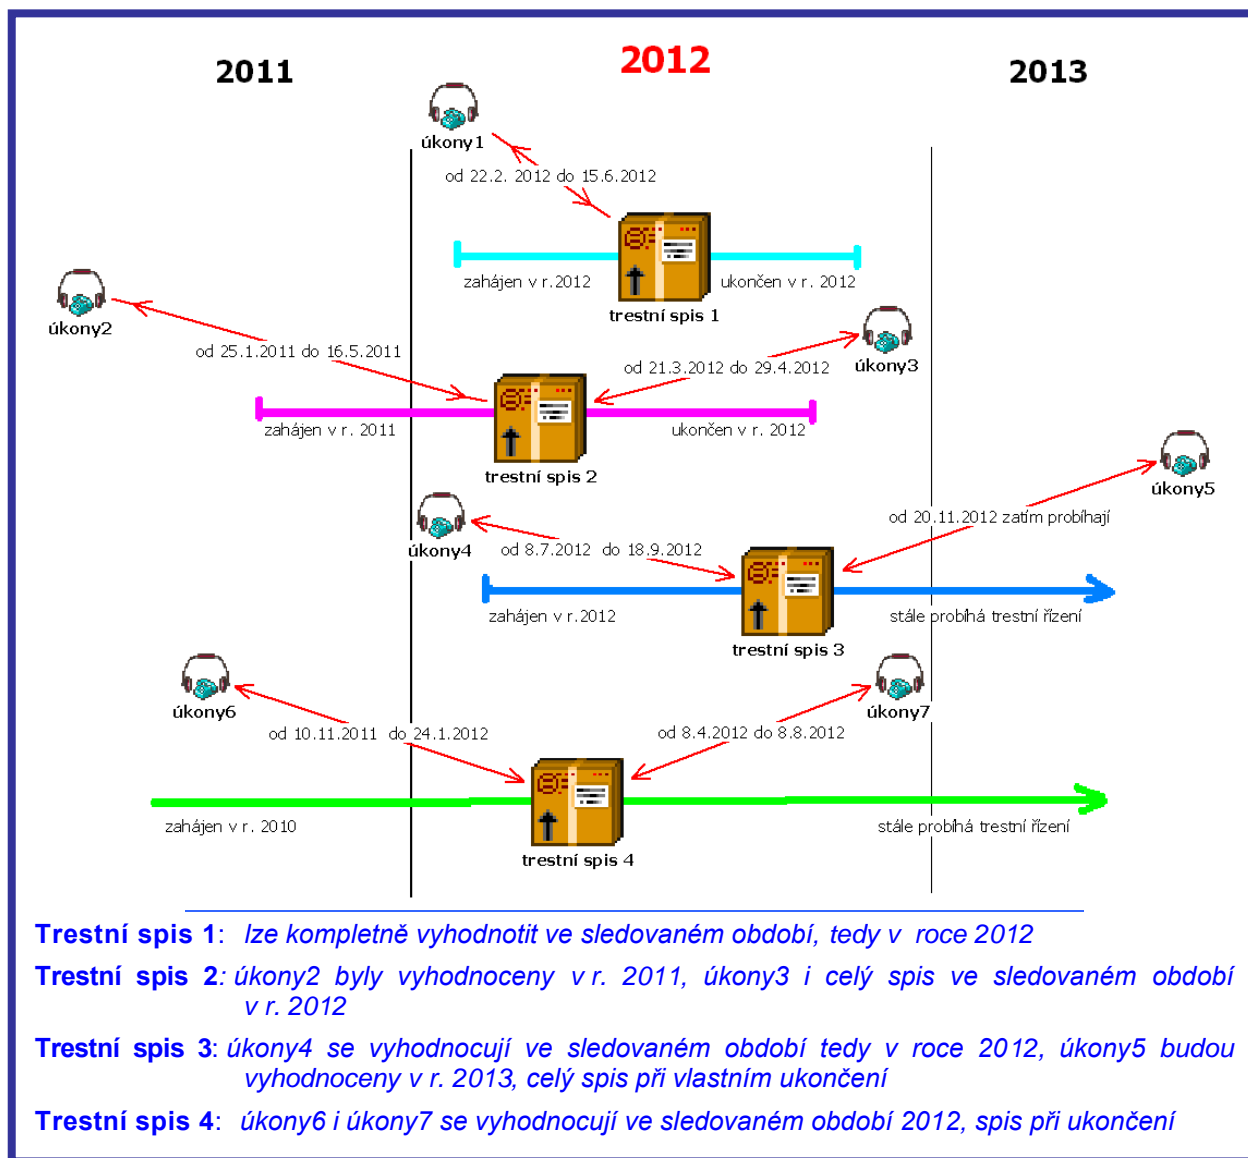 2011
2012
2013
úkony1
od 22.2. 2012 do 15.6.2012
zahájen v r.2012
ukončen v r. 2012
trestní spis 1
úkony2
od 25.1.2011 do 16.5.2011
úkony3
od 21.3.2012 do 29.4.2012
zahájen v r. 2011
ukončen v r. 2012
trestní spis 2
úkony4
od 8.7.2012 do 18.9.2012
úkony5
od 20.11.2012 zatím probíhají
zahájen v r.2012
stále probíhá trestní řízení
trestní spis 3
úkony6
od 10.11.2011 do 24.1.2012
úkony7
od 8.4.2012 do 8.8.2012
zahájen v r. 2010
stále probíhá trestní řízení
trestní spis 4
Trestní spis 1: lze kompletně vyhodnotit ve sledovaném období, tedy v roce 2012
Trestní spis 2: úkony2 byly vyhodnoceny v r. 2011, úkony3 i celý spis ve sledovaném období
v r. 2012
Trestní spis 3: úkony4 se vyhodnocují ve sledovaném období tedy v roce 2012, úkony5 budou
vyhodnoceny v r. 2013, celý spis při vlastním ukončení
Trestní spis 4: úkony6 i úkony7 se vyhodnocují ve sledovaném období 2012, spis při ukončení